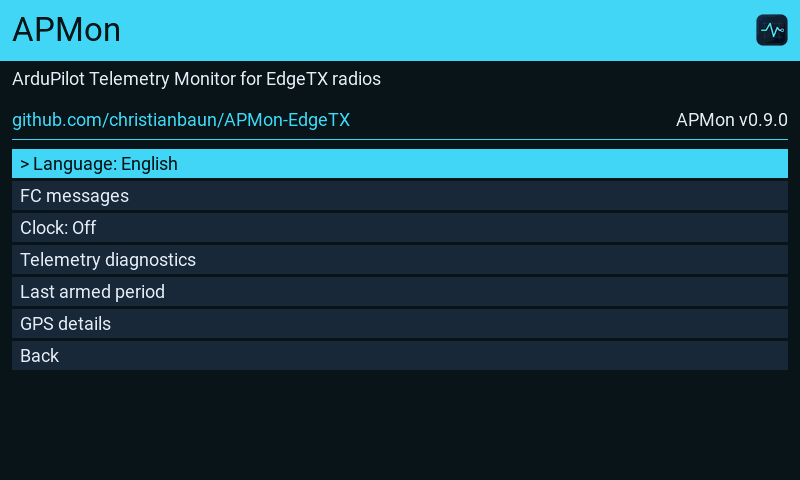 APMon
ArduPilot Telemetry Monitor for EdgeTX radios
github.com/christianbaun/APMon-EdgeTX APMon v0.9.0
> Language: English
FC messages
Clock: Off
Telemetry diagnostics
Last armed period
GPS details
Back